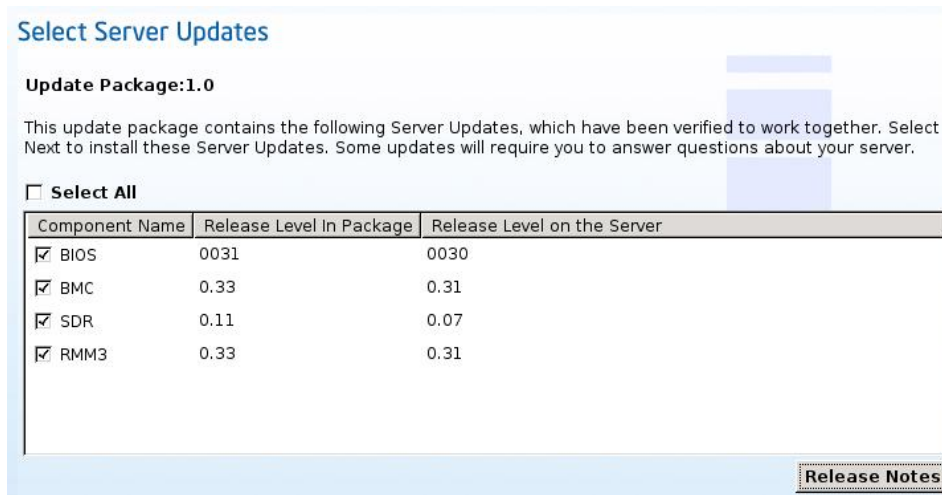 Select Server Updates
Update Package:1.0
This update package contains the following Server Updates, which have been verified to work together. Select
Next to install these Server Updates. Some updates will require you to answer questions about your server.
Select All
Component Name Release Level In Package Release Level on the Server
BIOS 0031 0030
BMC 0.33 0.31
SDR 0.11 0.07
RMM3 0.33 0.31
Release Notes